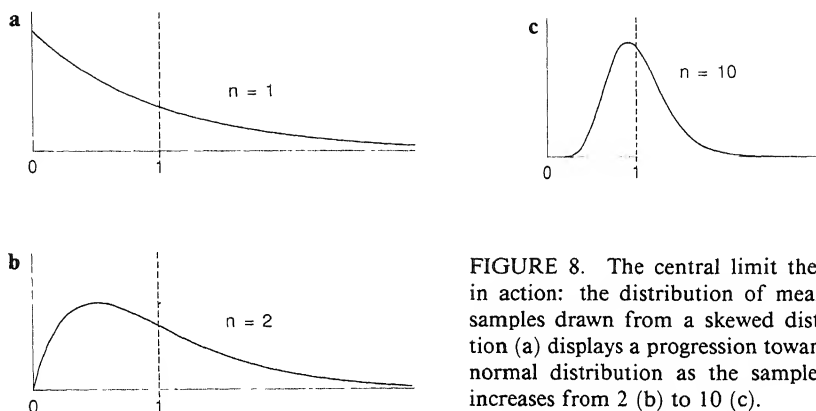 a
n = 1
0 1
c
n = 10
0 1
b
n = 2
0 1
FIGURE 8. The central limit the
in action: the distribution of mea
samples drawn from a skewed dist
tion (a) displays a progression towar
normal distribution as the sample
increases from 2 (b) to 10 (c).